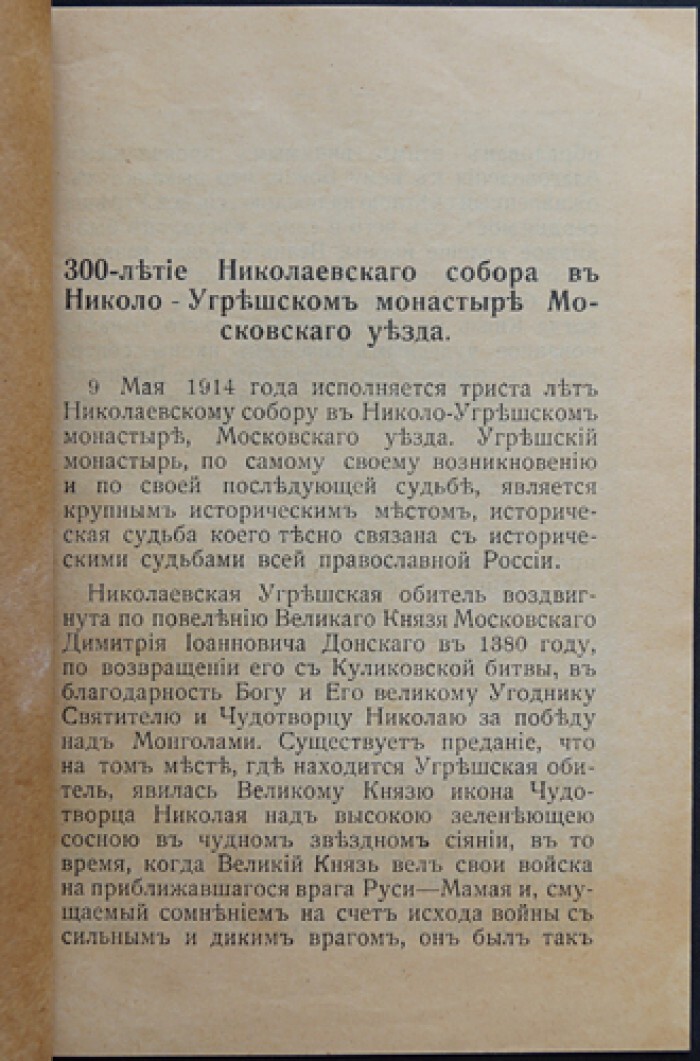 300-лѣтіе Николаевскаго собора въ
Николо - Угрѣшскомъ монастырѣ Мо-
сковскаго уѣзда.
9 Мая 1914 года исполняется триста лѣтъ
Николаевскому собору въ Николо-Угрѣшскомъ
монастырѣ, Московскаго уѣзда. Угрѣшскій
монастырь, по самому своему возникновенію
и по своей послѣдующей судьбѣ, является
крупнымъ историческимъ мѣстомъ, историче-
ская судьба коего тѣсно связана съ историче-
скими судьбами всей православной Россіи.
Николаевская Угрѣшская обитель воздвиг-
нута по повелѣнію Великаго Князя Московскаго
Димитрія Іоанновича Донскаго въ 1380 году,
по возвращеніи его съ Куликовской битвы, въ
благодарность Богу и Его великому Угоднику
Святителю и Чудотворцу Николаю за побѣду
надъ Монголами. Существуетъ преданіе, что
на томъ мѣстѣ, гдѣ находится Угрѣшская оби-
тель, явилась Великому Князю икона Чудо-
творца Николая надъ высокою зеленѣющею
сосною въ чудномъ звѣздномъ сіяніи, въ то
время, когда Великій Князь велъ свои войска
на приближавшагося врага Руси—Мамая и, сму-
щаемый сомнѣніемъ на счетъ исхода войны съ
сильнымъ и дикимъ врагомъ, онъ былъ такъ